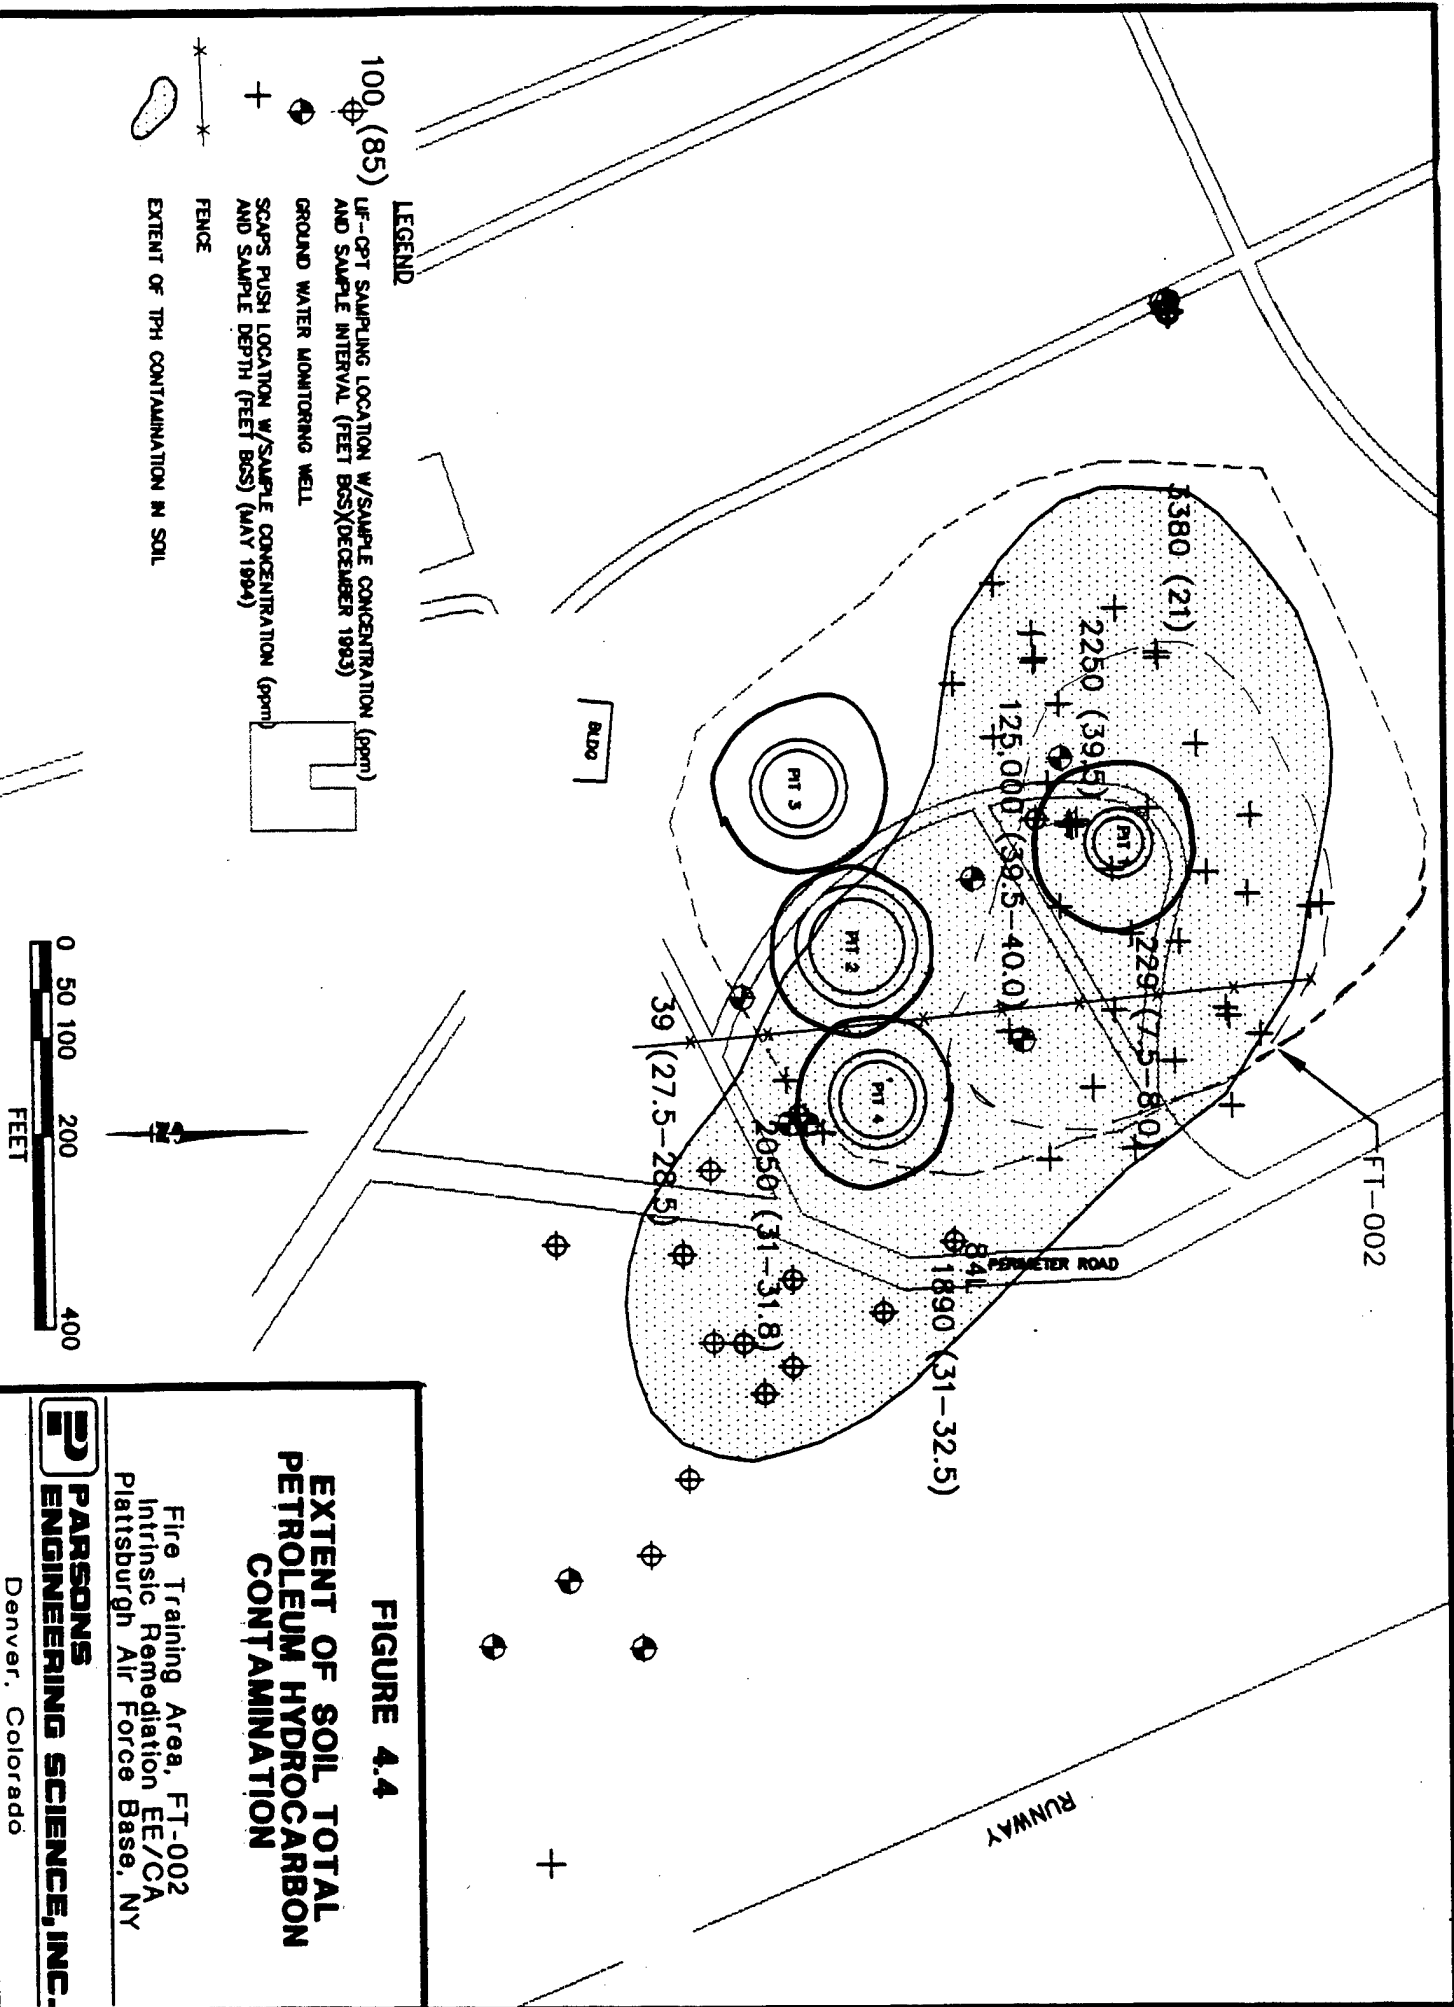 3380 (21)
2250 (39.5)
125,000 (39.5-40.0)
229 (7.5-8.0)
39 (27.5-28.5)
2050 (31-31.8)
84L
1890 (31-32.5)
PIT 1
PIT 2
PIT 3
PIT 4
BLDG
FT-002
PERIMETER ROAD
RUNWAY
LEGEND
100 (85)
LIF-CPT SAMPLING LOCATION W/SAMPLE CONCENTRATION (ppm)
AND SAMPLE INTERVAL (FEET BGS)(DECEMBER 1993)
GROUND WATER MONITORING WELL
SCAPS PUSH LOCATION W/SAMPLE CONCENTRATION (ppm)
AND SAMPLE DEPTH (FEET BGS) (MAY 1994)
FENCE
EXTENT OF TPH CONTAMINATION IN SOIL
0 50 100 200 400
FEET
FIGURE 4.4
EXTENT OF SOIL TOTAL
PETROLEUM HYDROCARBON
CONTAMINATION
Fire Training Area, FT-002
Intrinsic Remediation EE/CA
Plattsburgh Air Force Base, NY
PARSONS
ENGINEERING SCIENCE, INC.
Denver, Colorado